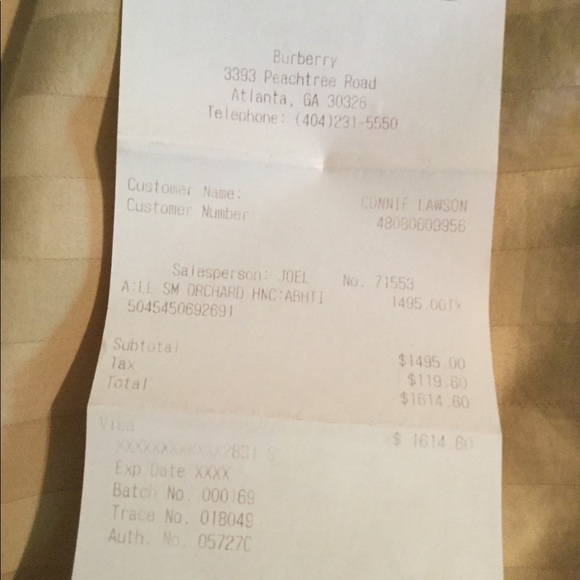 Burberry
3393 Peachtree Road
Atlanta, GA 30326
Telephone: (404)231-5550
Customer Name: CONNIE LAWSON
Customer Number 48080609956
Salesperson: JOEL No. 71553
A:LL SM ORCHARD HNC:ABHTI 1495.00TX
5045450692691
Subtotal $1495.00
Tax $119.60
Total $1614.60
Visa $ 1614.60
XXXXXXXXXXXX2831 S
Exp Date XXXX
Batch No. 000169
Trace No. 018049
Auth. No. 05727C